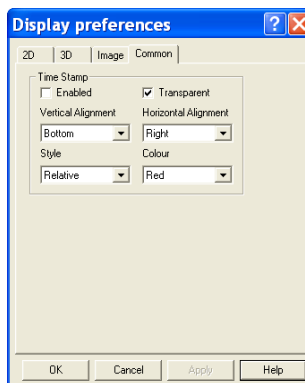 Display preferences
2D 3D Image Common
Time Stamp
Enabled Transparent
Vertical Alignment Horizontal Alignment
Bottom Right
Style Colour
Relative Red
OK Cancel Apply Help